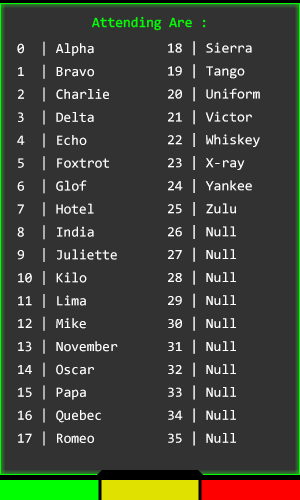 Attending Are :
0 | Alpha 18 | Sierra
1 | Bravo 19 | Tango
2 | Charlie 20 | Uniform
3 | Delta 21 | Victor
4 | Echo 22 | Whiskey
5 | Foxtrot 23 | X-ray
6 | Glof 24 | Yankee
7 | Hotel 25 | Zulu
8 | India 26 | Null
9 | Juliette 27 | Null
10 | Kilo 28 | Null
11 | Lima 29 | Null
12 | Mike 30 | Null
13 | November 31 | Null
14 | Oscar 32 | Null
15 | Papa 33 | Null
16 | Quebec 34 | Null
17 | Romeo 35 | Null